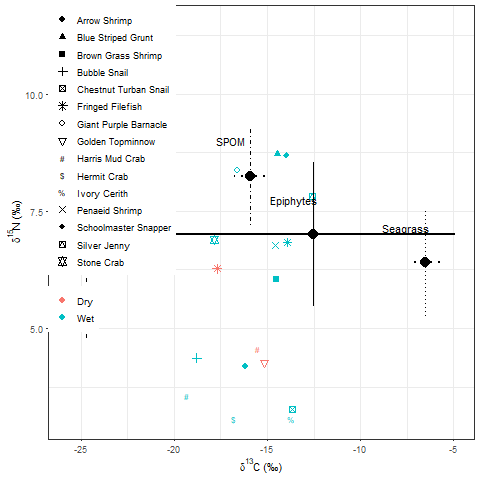 Arrow Shrimp
Blue Striped Grunt
Brown Grass Shrimp
Bubble Snail
Chestnut Turban Snail
Fringed Filefish
Giant Purple Barnacle
Golden Topminnow
# Harris Mud Crab
$ Hermit Crab
% Ivory Cerith
Penaeid Shrimp
Schoolmaster Snapper
Silver Jenny
Stone Crab
Dry
Wet
SPOM
Epiphytes
Seagrass
#
#
$
%
10.0
7.5
5.0
δ15N (‰)
-25 -20 -15 -10 -5
δ13C (‰)